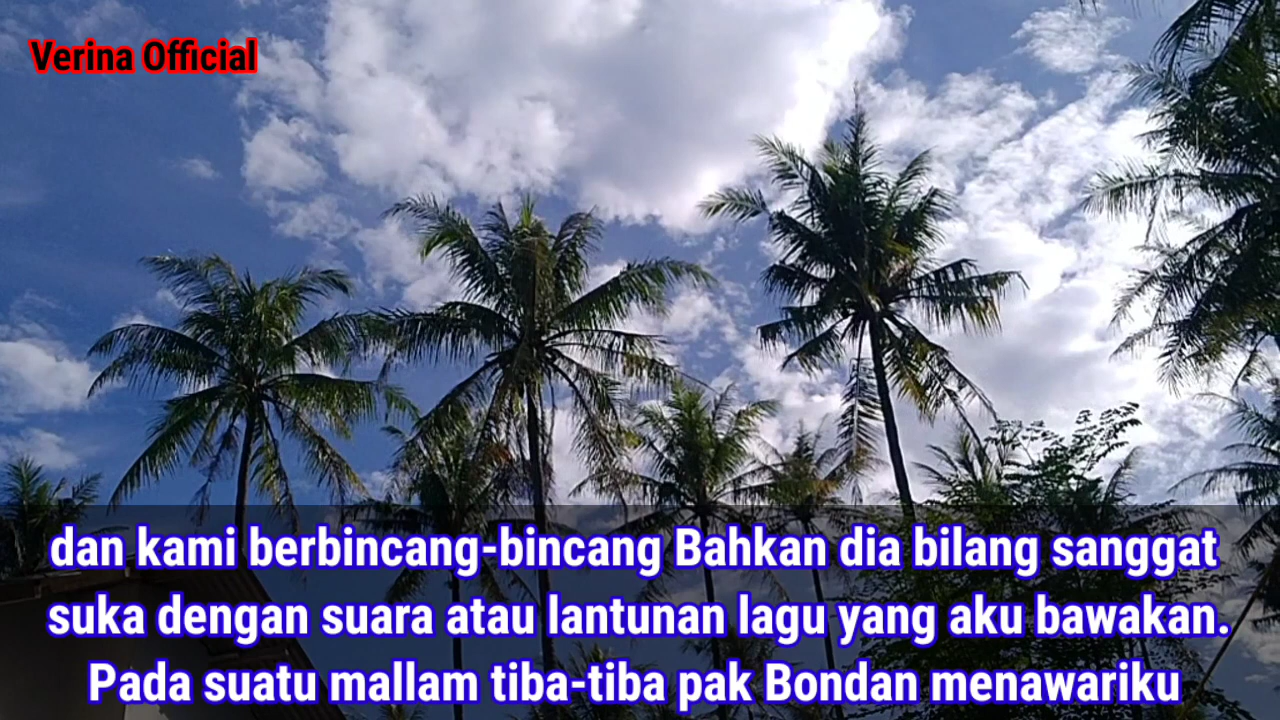 Verina Official
dan kami berbincang-bincang Bahkan dia bilang sanggat
suka dengan suara atau lantunan lagu yang aku bawakan.
Pada suatu mallam tiba-tiba pak Bondan menawariku